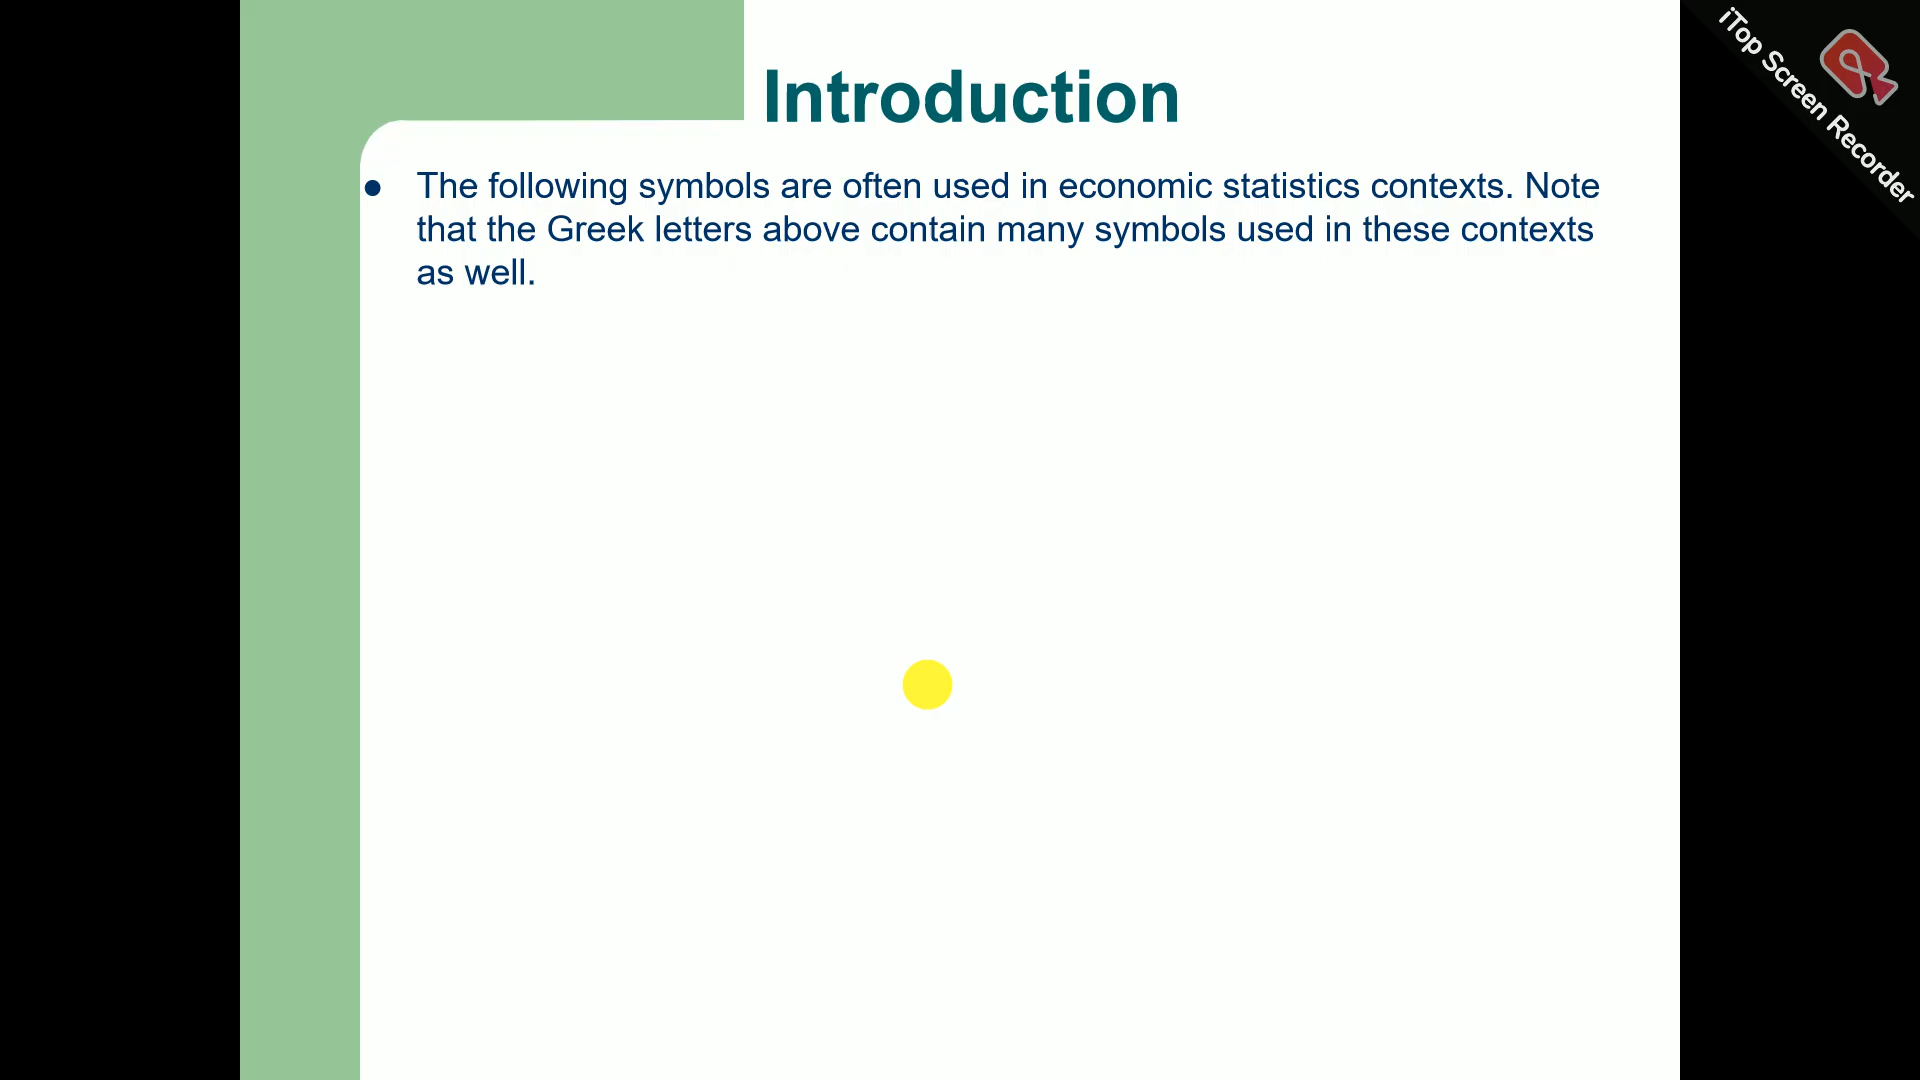 Introduction
● The following symbols are often used in economic statistics contexts. Note
that the Greek letters above contain many symbols used in these contexts
as well.
iTop Screen Recorder